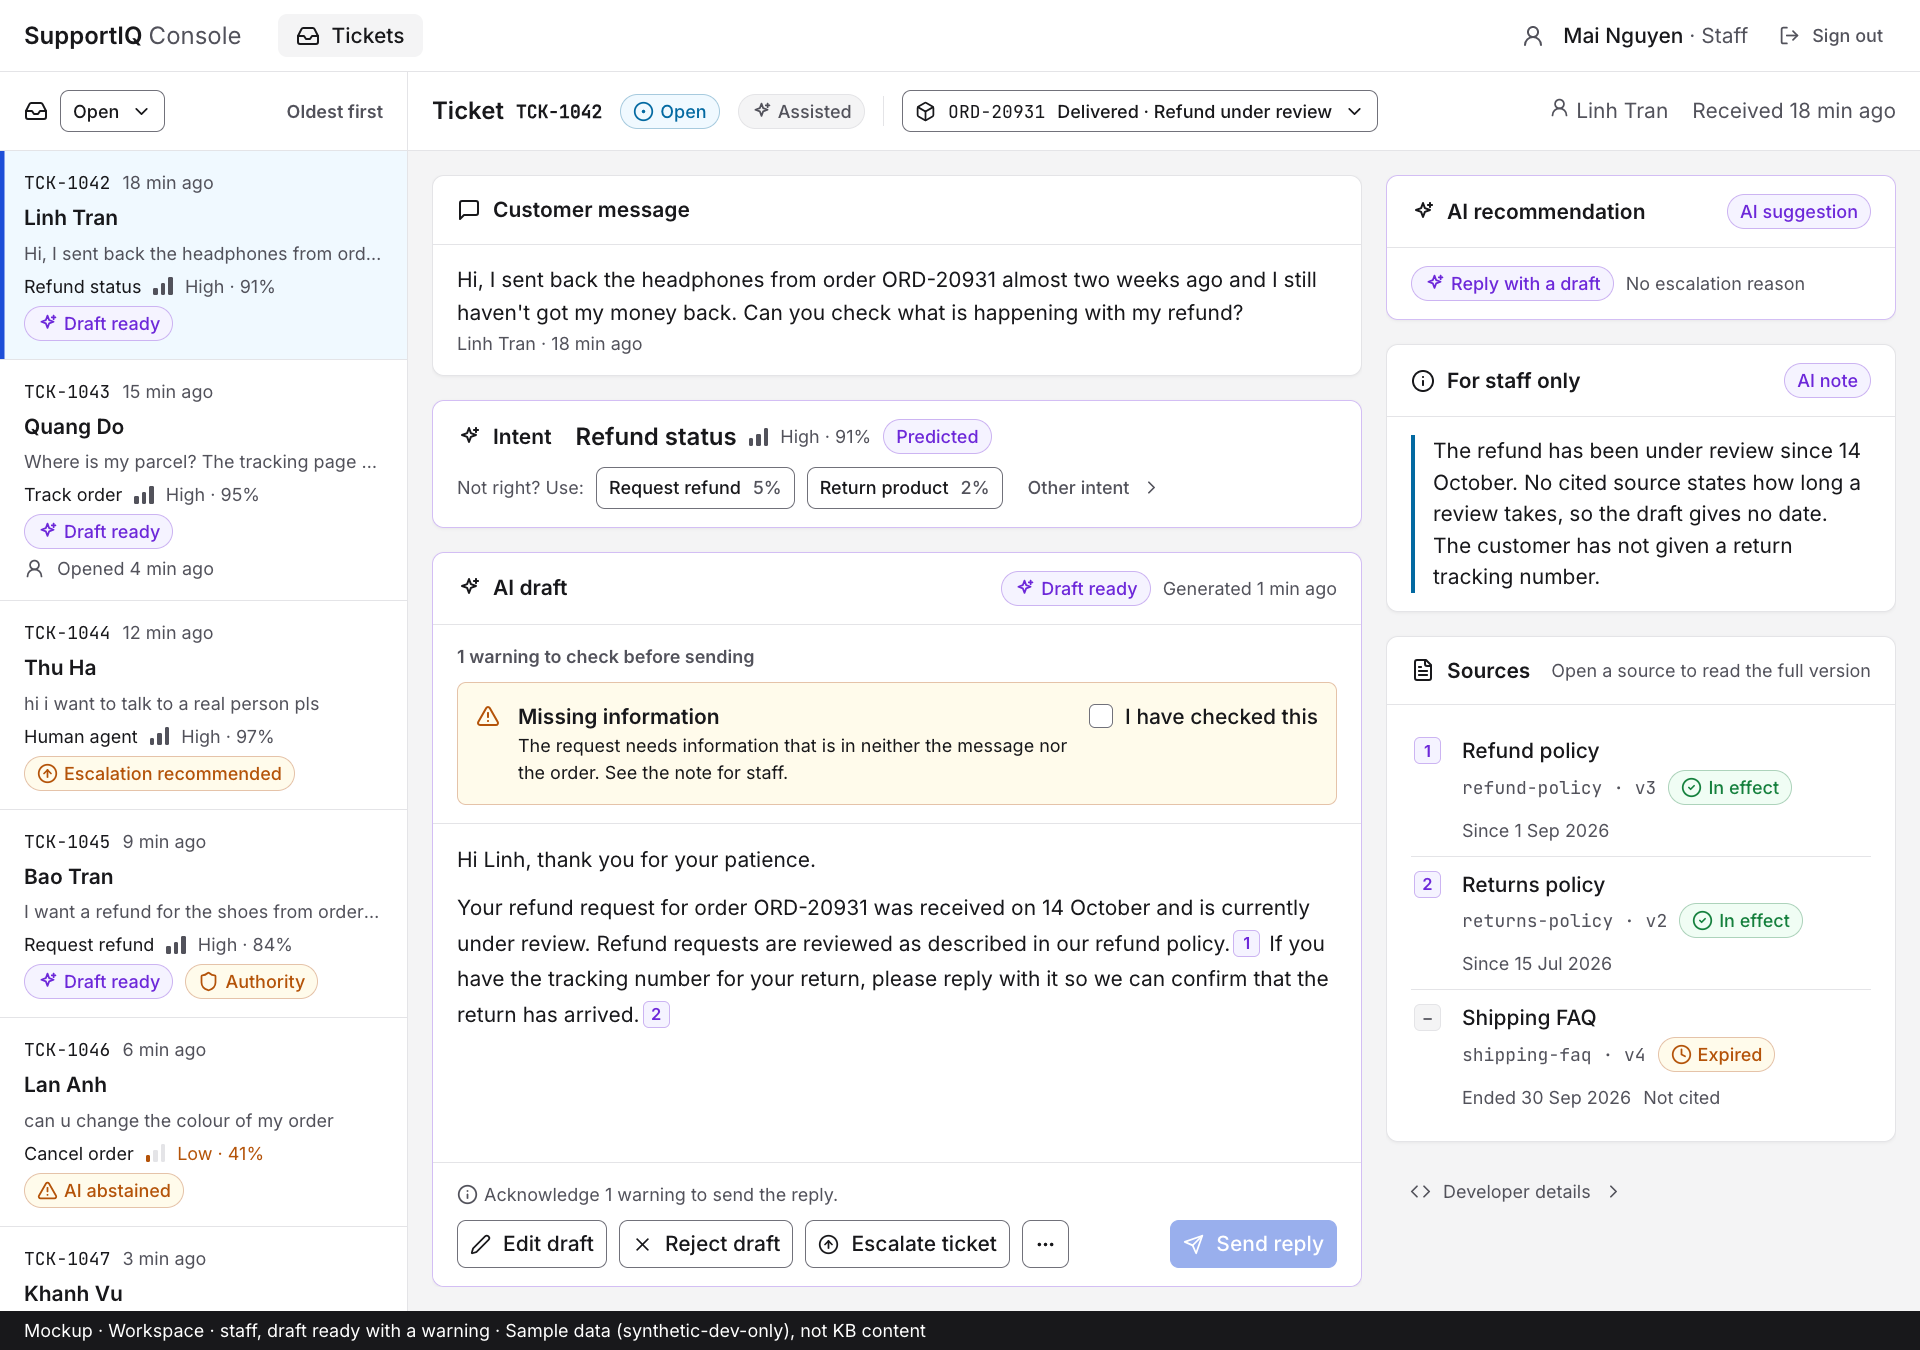 SupportIQ Console
Tickets
Mai Nguyen · Staff
Sign out
Open
Oldest first
Ticket TCK-1042
Open
Assisted
ORD-20931 Delivered · Refund under review
Linh Tran
Received 18 min ago
TCK-1042 18 min ago
Linh Tran
Hi, I sent back the headphones from ord...
Refund status High · 91%
Draft ready
TCK-1043 15 min ago
Quang Do
Where is my parcel? The tracking page ...
Track order High · 95%
Draft ready
Opened 4 min ago
TCK-1044 12 min ago
Thu Ha
hi i want to talk to a real person pls
Human agent High · 97%
Escalation recommended
TCK-1045 9 min ago
Bao Tran
I want a refund for the shoes from order...
Request refund High · 84%
Draft ready Authority
TCK-1046 6 min ago
Lan Anh
can u change the colour of my order
Cancel order Low · 41%
AI abstained
TCK-1047 3 min ago
Khanh Vu
Customer message
Hi, I sent back the headphones from order ORD-20931 almost two weeks ago and I still
haven't got my money back. Can you check what is happening with my refund?
Linh Tran · 18 min ago
Intent Refund status High · 91% Predicted
Not right? Use: Request refund 5% Return product 2% Other intent
AI draft
Draft ready Generated 1 min ago
1 warning to check before sending
Missing information
I have checked this
The request needs information that is in neither the message nor
the order. See the note for staff.
Hi Linh, thank you for your patience.
Your refund request for order ORD-20931 was received on 14 October and is currently
under review. Refund requests are reviewed as described in our refund policy. 1 If you
have the tracking number for your return, please reply with it so we can confirm that the
return has arrived. 2
Acknowledge 1 warning to send the reply.
Edit draft
Reject draft
Escalate ticket
...
Send reply
AI recommendation
AI suggestion
Reply with a draft No escalation reason
For staff only
AI note
The refund has been under review since 14
October. No cited source states how long a
review takes, so the draft gives no date.
The customer has not given a return
tracking number.
Sources
Open a source to read the full version
1 Refund policy
refund-policy · v3 In effect
Since 1 Sep 2026
2 Returns policy
returns-policy · v2 In effect
Since 15 Jul 2026
– Shipping FAQ
shipping-faq · v4 Expired
Ended 30 Sep 2026 Not cited
Developer details
Mockup · Workspace · staff, draft ready with a warning · Sample data (synthetic-dev-only), not KB content